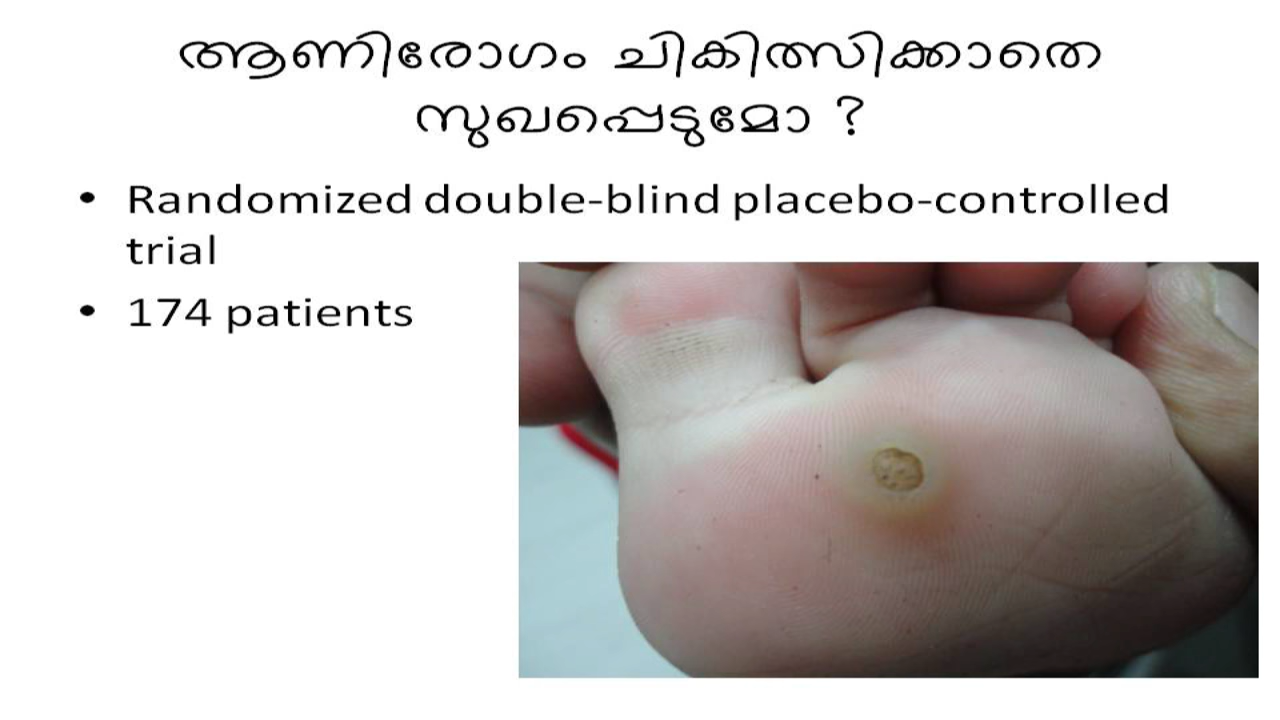 ആണിരോഗം ചികിത്സിക്കാതെ
സുഖപ്പെടുമോ ?
• Randomized double-blind placebo-controlled
trial
• 174 patients